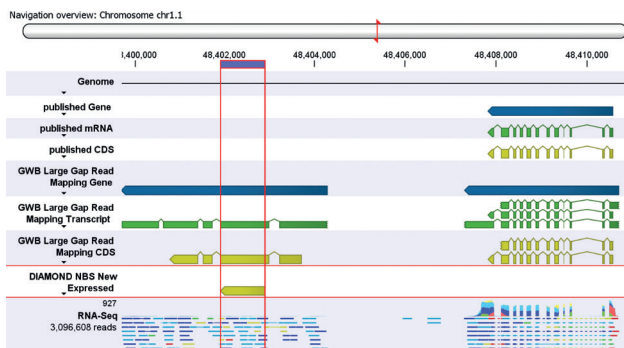 Navigation overview: Chromosome chr1.1
,400,000 48,402,000 48,404,000 48,406,000 48,408,000 48,410,000
Genome
published Gene
published mRNA
published CDS
GWB Large Gap Read
Mapping Gene
GWB Large Gap Read
Mapping Transcript
GWB Large Gap Read
Mapping CDS
DIAMOND NBS New
Expressed
927
RNA-Seq
3,096,608 reads